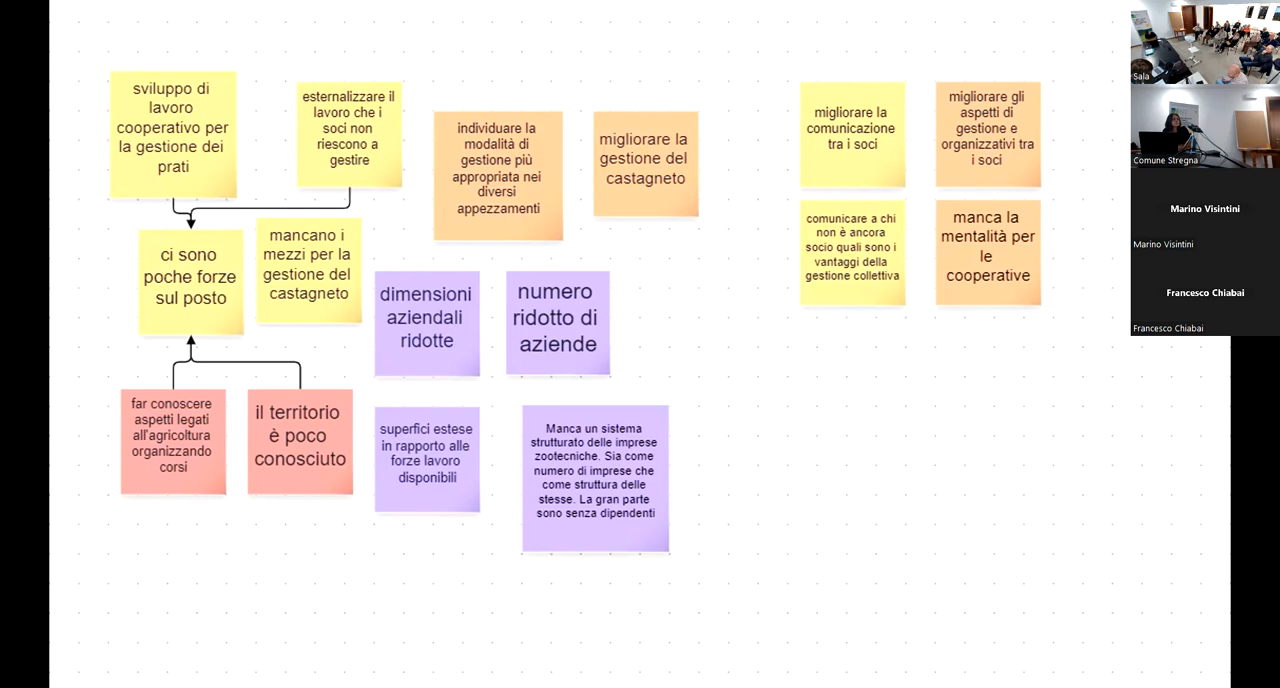 sviluppo di
lavoro
cooperativo per
la gestione dei
prati
esternalizzare il
lavoro che i
soci non
riescono a
gestire
individuare la
modalità di
gestione più
appropriata nei
diversi
appezzamenti
migliorare la
gestione del
castagneto
migliorare la
comunicazione
tra i soci
migliorare gli
aspetti di
gestione e
organizzativi tra
i soci
ci sono
poche forze
sul posto
mancano i
mezzi per la
gestione del
castagneto
dimensioni
aziendali
ridotte
numero
ridotto di
aziende
comunicare a chi
non è ancora
socio quali sono i
vantaggi della
gestione collettiva
manca la
mentalità per
le
cooperative
far conoscere
aspetti legati
all'agricoltura
organizzando
corsi
il territorio
è poco
conosciuto
superfici estese
in rapporto alle
forze lavoro
disponibili
Manca un sistema
strutturato delle imprese
zootecniche. Sia come
numero di imprese che
come struttura delle
stesse. La gran parte
sono senza dipendenti
Sala
Comune Stregna
Marino Visintini
Marino Visintini
Francesco Chiabai
Francesco Chiabai